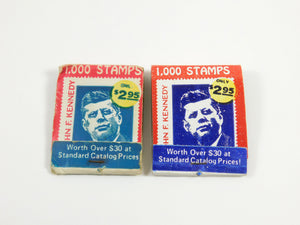 1,000 STAMPS
ONLY
$2.95
HN F. KENNEDY
Worth Over $30 at
Standard Catalog Prices!
1,000 STAMPS
ONLY
$2.95
HN F. KENNEDY
Worth Over $30 at
Standard Catalog Prices!